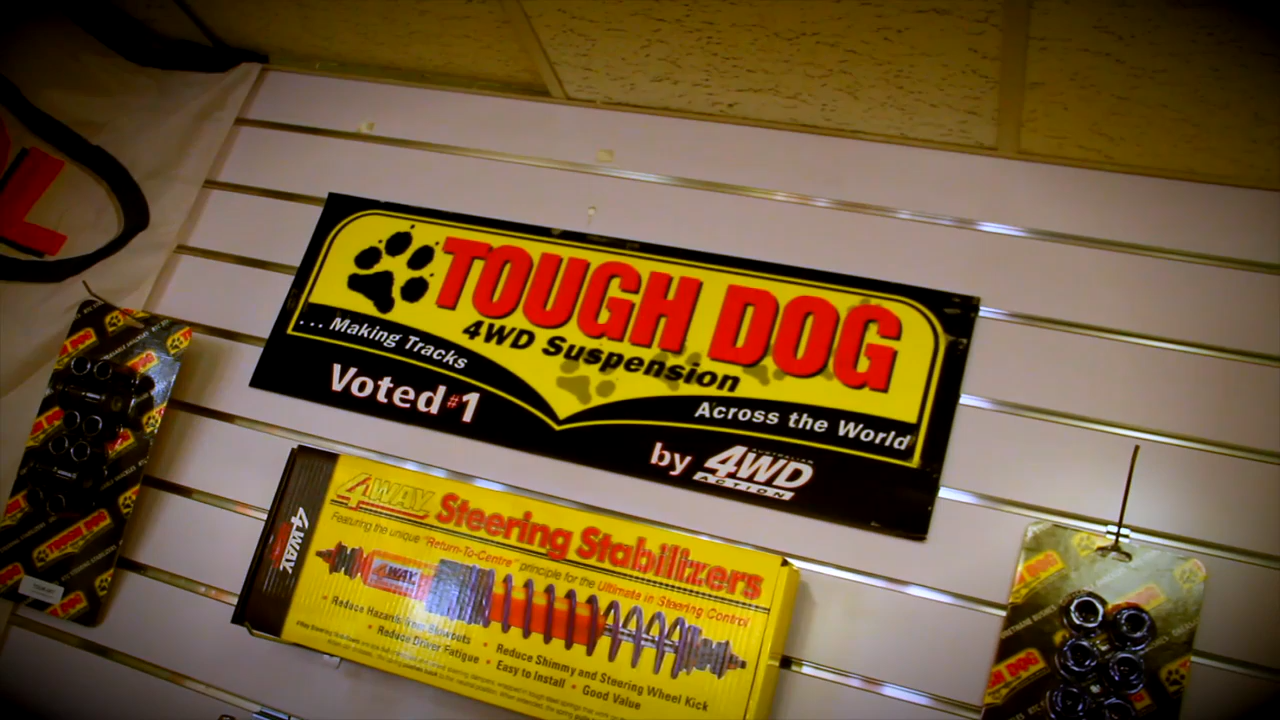 TOUGH DOG
4WD Suspension
... Making Tracks
Across the World
Voted #1
by AUSTRALIAN
4WD
ACTION
4WAY Steering Stabilizers
Featuring the unique "Return-To-Centre" principle for the Ultimate in Steering Control
4WAY
4WAY
• Reduce Hazards from Blowouts
• Reduce Driver Fatigue
• Reduce Shimmy and Steering Wheel Kick
• Easy to Install • Good Value
TOUGH DOG
TOUGH DOG